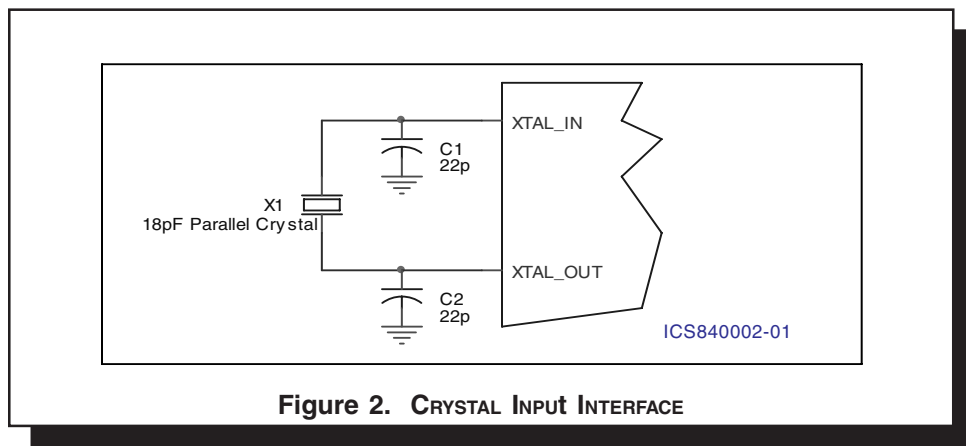 XTAL_IN
C1
22p
X1
18pF Parallel Crystal
XTAL_OUT
C2
22p
ICS840002-01
Figure 2. CRYSTAL INPUt INTERFACE